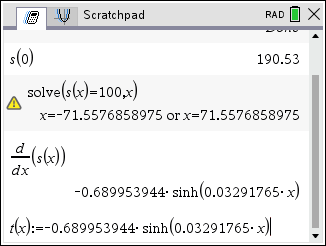 Scratchpad RAD
s(0) 190.53
solve(s(x)=100,x)
x=-71.5576858975 or x=71.5576858975
d/dx(s(x))
-0.689953944· sinh(0.03291765· x)
t(x):=-0.689953944· sinh(0.03291765· x)